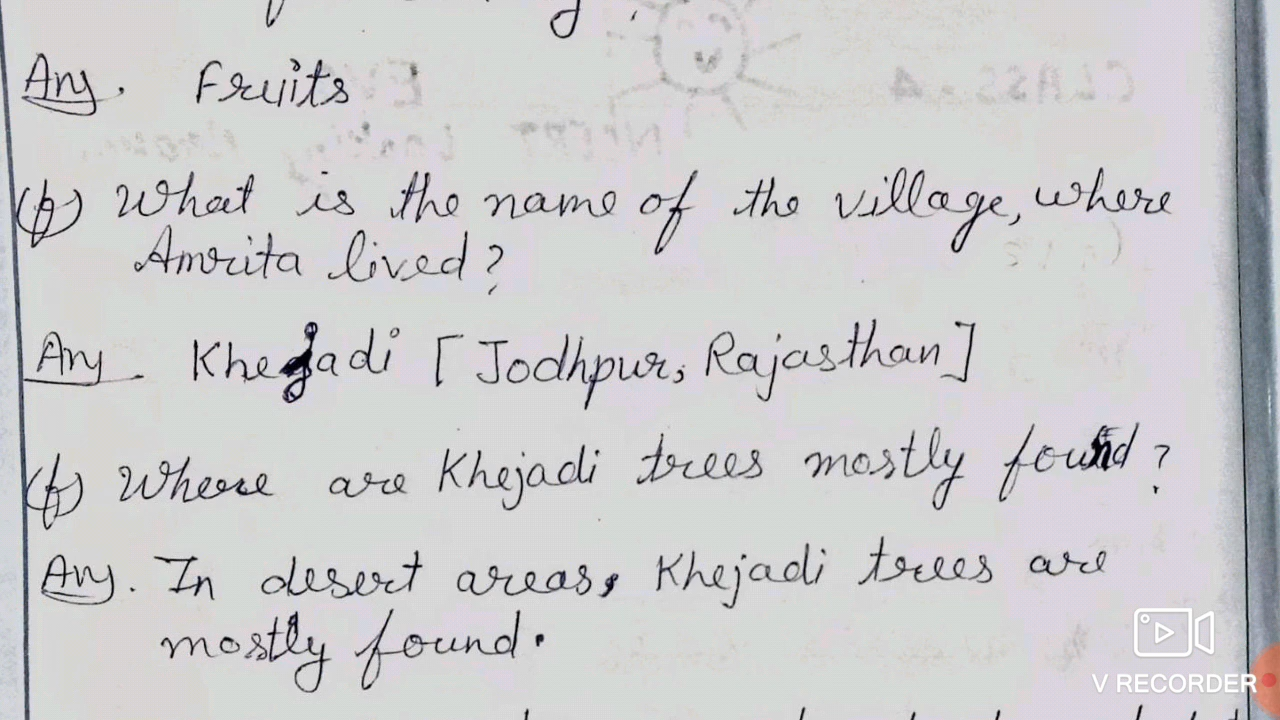 Ans. Fruits
(f) What is the name of the village, where
Amrita lived?
Ans. Khejadi [Jodhpur, Rajasthan]
(f) Where are Khejadi trees mostly found?
Ans. In desert areas, Khejadi trees are
mostly found.
V RECORDER